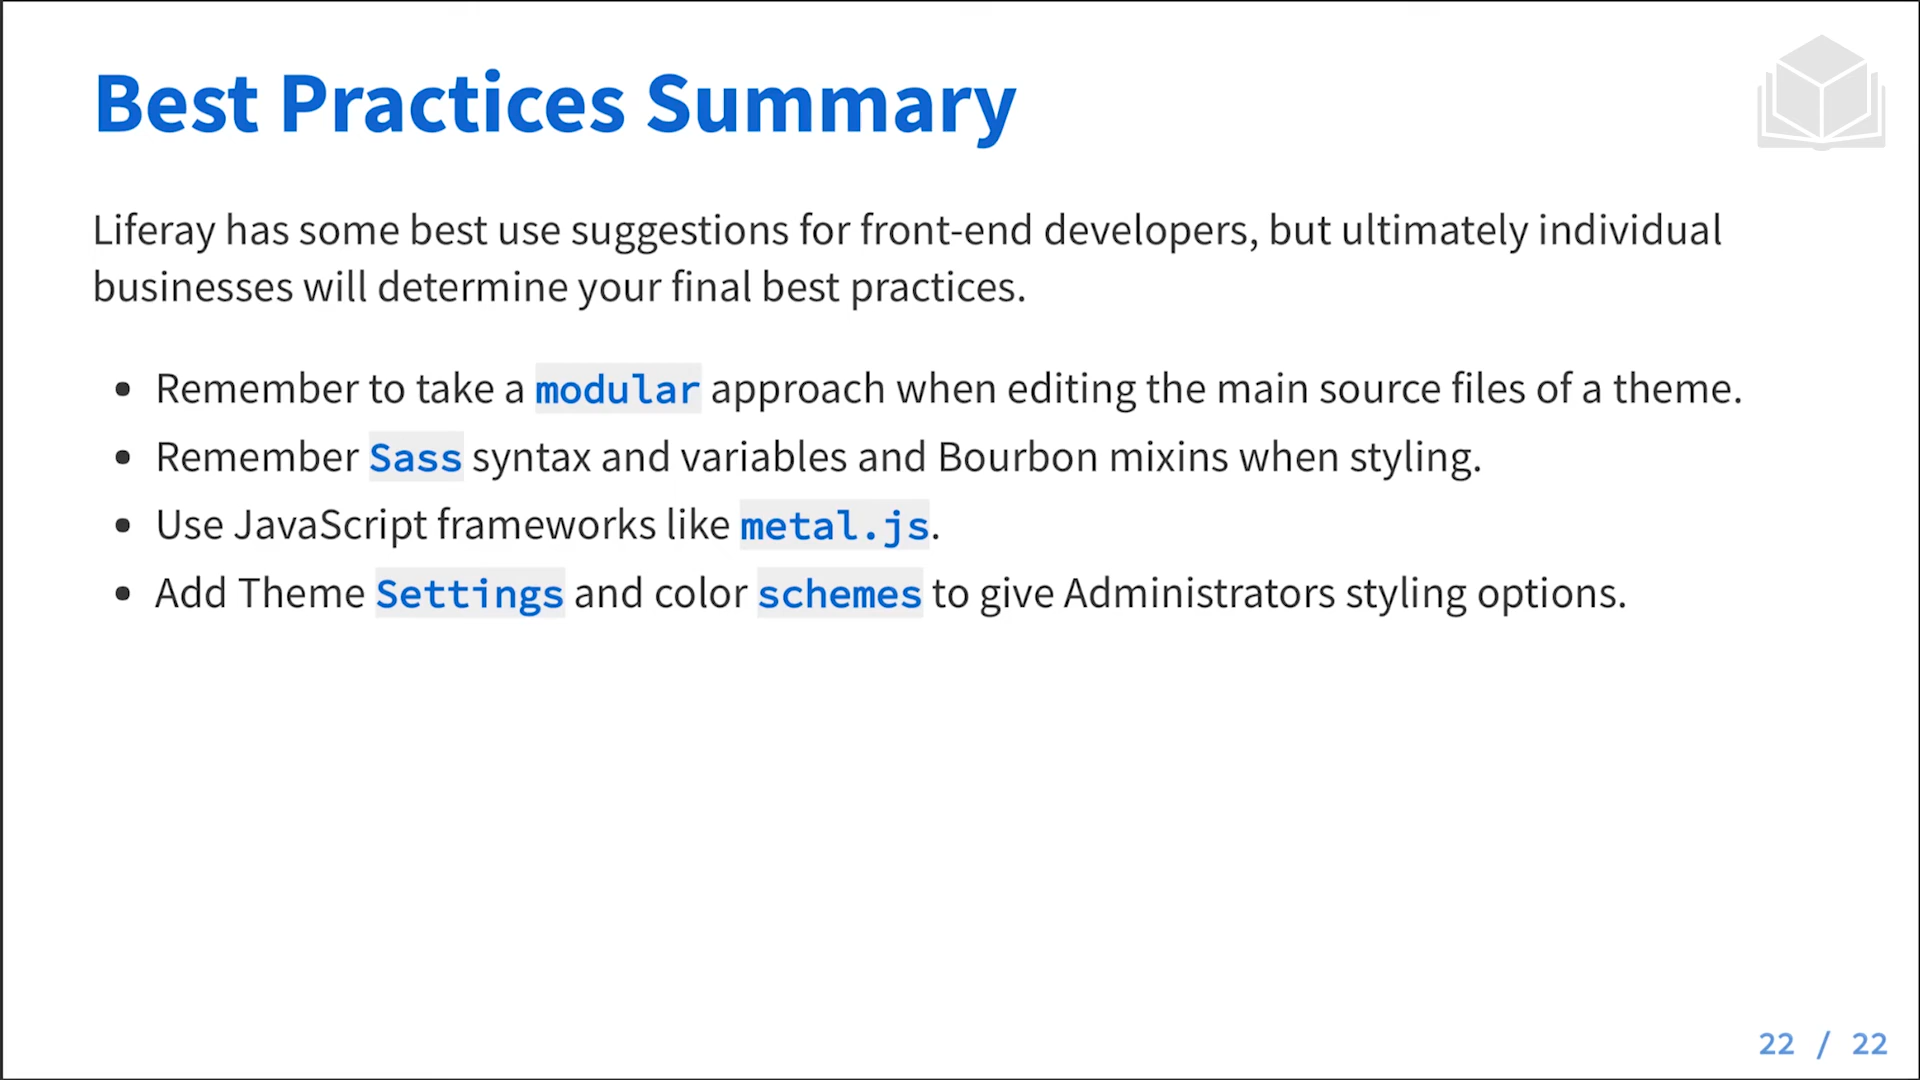 Best Practices Summary
Liferay has some best use suggestions for front-end developers, but ultimately individual
businesses will determine your final best practices.
• Remember to take a modular approach when editing the main source files of a theme.
• Remember Sass syntax and variables and Bourbon mixins when styling.
• Use JavaScript frameworks like metal.js.
• Add Theme Settings and color schemes to give Administrators styling options.
22 / 22